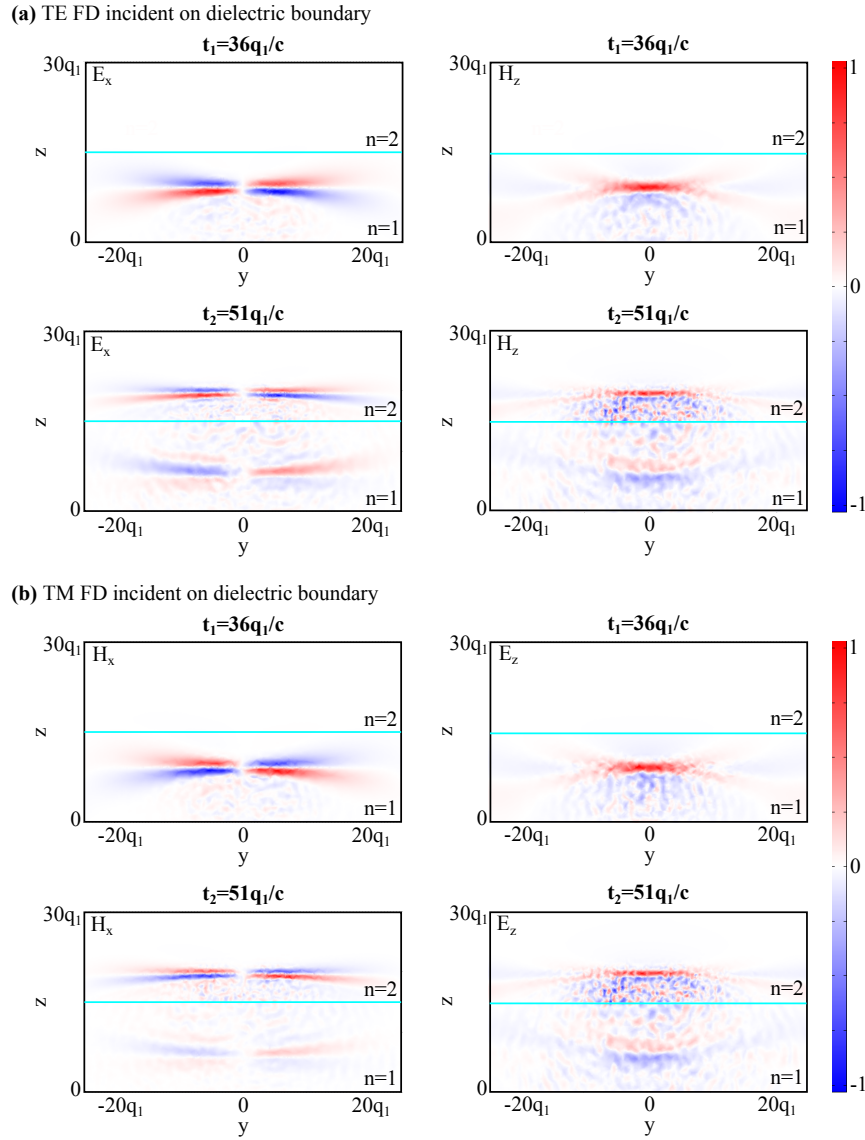 (a) TE FD incident on dielectric boundary
t₁=36q₁/c
t₁=36q₁/c
30q₁
Eₓ
n=2
z
n=1
0
-20q₁ 0 20q₁
y
30q₁
H_z
n=2
z
n=1
0
-20q₁ 0 20q₁
y
1
0
-1
t₂=51q₁/c
t₂=51q₁/c
30q₁
Eₓ
n=2
z
n=1
0
-20q₁ 0 20q₁
y
30q₁
H_z
n=2
z
n=1
0
-20q₁ 0 20q₁
y
(b) TM FD incident on dielectric boundary
t₁=36q₁/c
t₁=36q₁/c
30q₁
Hₓ
n=2
z
n=1
0
-20q₁ 0 20q₁
y
30q₁
E_z
n=2
z
n=1
0
-20q₁ 0 20q₁
y
1
0
-1
t₂=51q₁/c
t₂=51q₁/c
30q₁
Hₓ
n=2
z
n=1
0
-20q₁ 0 20q₁
y
30q₁
E_z
n=2
z
n=1
0
-20q₁ 0 20q₁
y